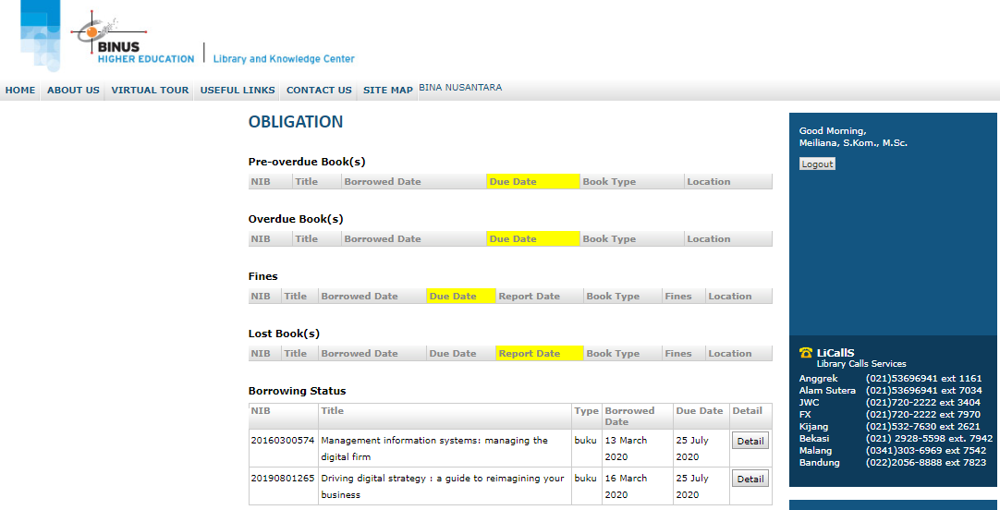 BINUS
HIGHER EDUCATION
Library and Knowledge Center
HOME ABOUT US VIRTUAL TOUR USEFUL LINKS CONTACT US SITE MAP BINA NUSANTARA
OBLIGATION
Pre-overdue Book(s)
NIB Title Borrowed Date Due Date Book Type Location
Overdue Book(s)
NIB Title Borrowed Date Due Date Book Type Location
Fines
NIB Title Borrowed Date Due Date Report Date Book Type Fines Location
Lost Book(s)
NIB Title Borrowed Date Due Date Report Date Book Type Fines Location
Borrowing Status
NIB Title Type Borrowed Date Due Date Detail
20160300574 Management information systems: managing the digital firm buku 13 March 2020 25 July 2020 Detail
20190801265 Driving digital strategy : a guide to reimagining your business buku 16 March 2020 25 July 2020 Detail
Good Morning,
Meiliana, S.Kom., M.Sc.
Logout
LiCallS
Library Calls Services
Anggrek (021)53696941 ext 1161
Alam Sutera (021)53696941 ext 7034
JWC (021)720-2222 ext 3404
FX (021)720-2222 ext 7970
Kijang (021)532-7630 ext 2621
Bekasi (021) 2928-5598 ext. 7942
Malang (0341)303-6969 ext 7542
Bandung (022)2056-8888 ext 7823